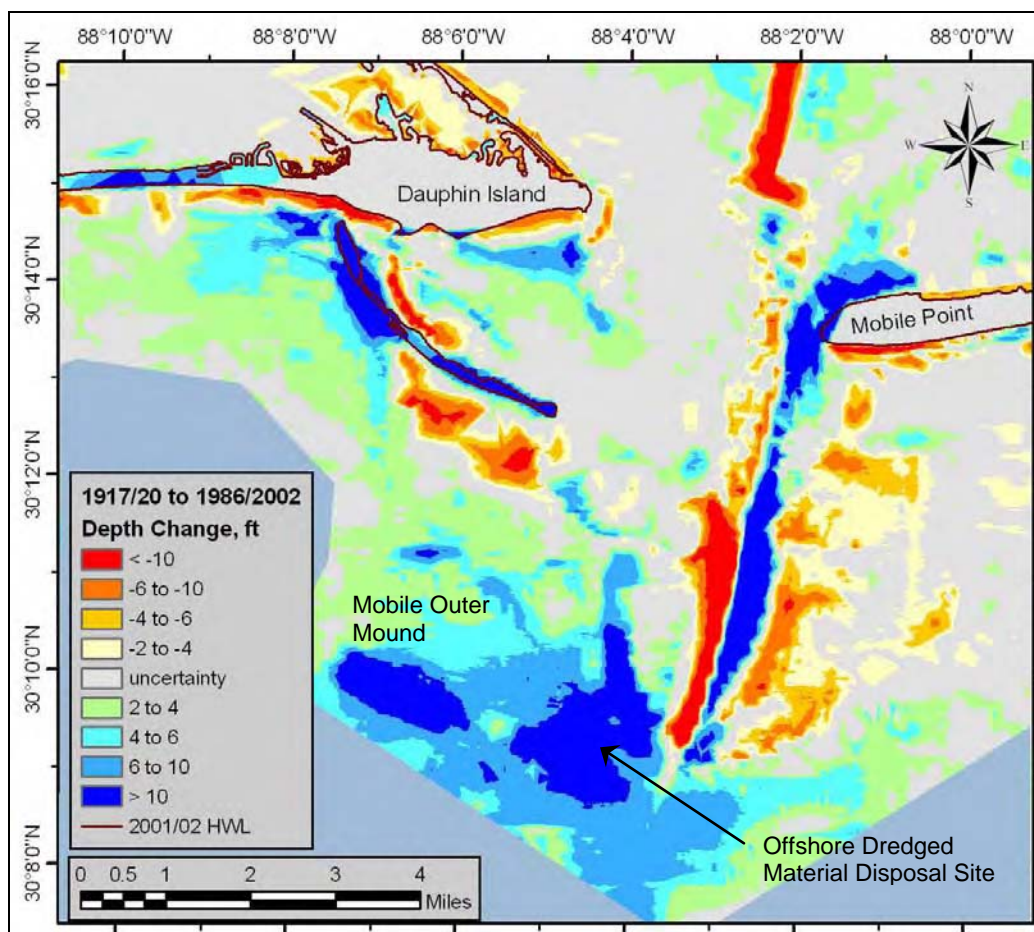 88°10'0"W 88°8'0"W 88°6'0"W 88°4'0"W 88°2'0"W 88°0'0"W
30°16'0"N
30°14'0"N
30°12'0"N
30°10'0"N
30°8'0"N
N
W E
S
Dauphin Island
Mobile Point
Mobile Outer
Mound
Offshore Dredged
Material Disposal Site
1917/20 to 1986/2002
Depth Change, ft
< -10
-6 to -10
-4 to -6
-2 to -4
uncertainty
2 to 4
4 to 6
6 to 10
> 10
2001/02 HWL
0 0.5 1 2 3 4
Miles